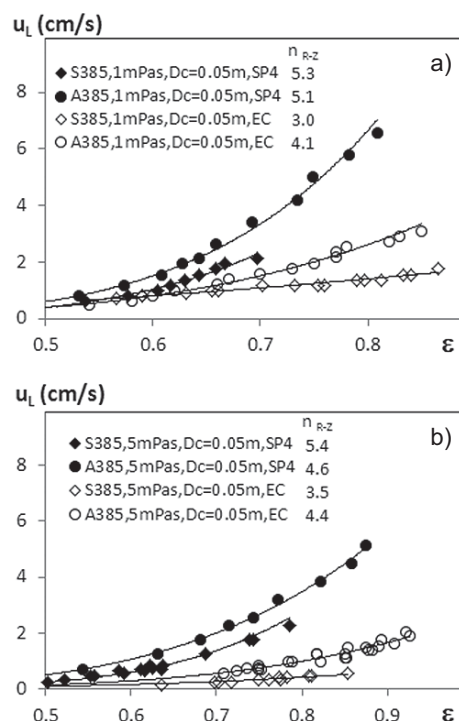 u_L (cm/s)
n_R-Z
a)
S385,1mPas,Dc=0.05m,SP4 5.3
A385,1mPas,Dc=0.05m,SP4 5.1
S385,1mPas,Dc=0.05m,EC 3.0
A385,1mPas,Dc=0.05m,EC 4.1
8
6
4
2
0
0.5 0.6 0.7 0.8 ε
u_L (cm/s)
n_R-Z
b)
S385,5mPas,Dc=0.05m,SP4 5.4
A385,5mPas,Dc=0.05m,SP4 4.6
S385,5mPas,Dc=0.05m,EC 3.5
A385,5mPas,Dc=0.05m,EC 4.4
8
6
4
2
0
0.5 0.6 0.7 0.8 0.9 ε